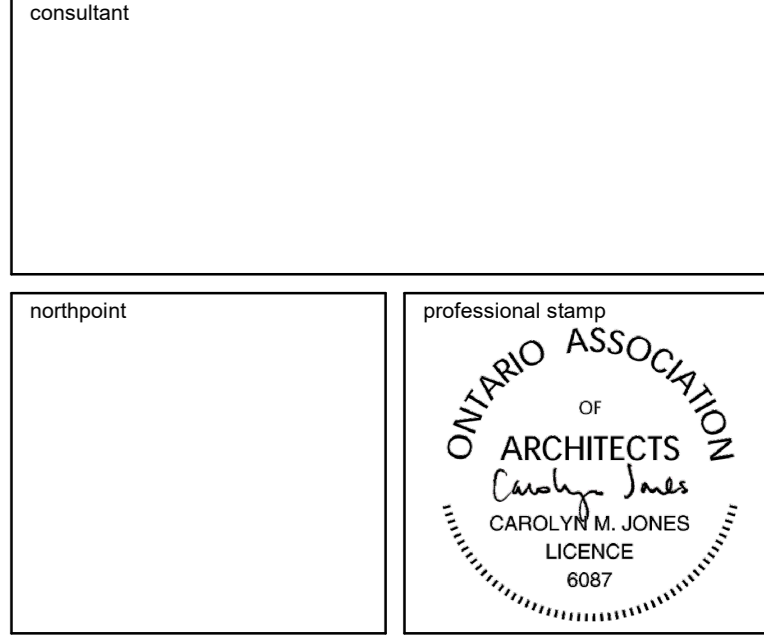 consultant
northpoint
professional stamp
ONTARIO ASSOCIATION
OF
ARCHITECTS
Carolyn Jones
CAROLYN M. JONES
LICENCE
6087